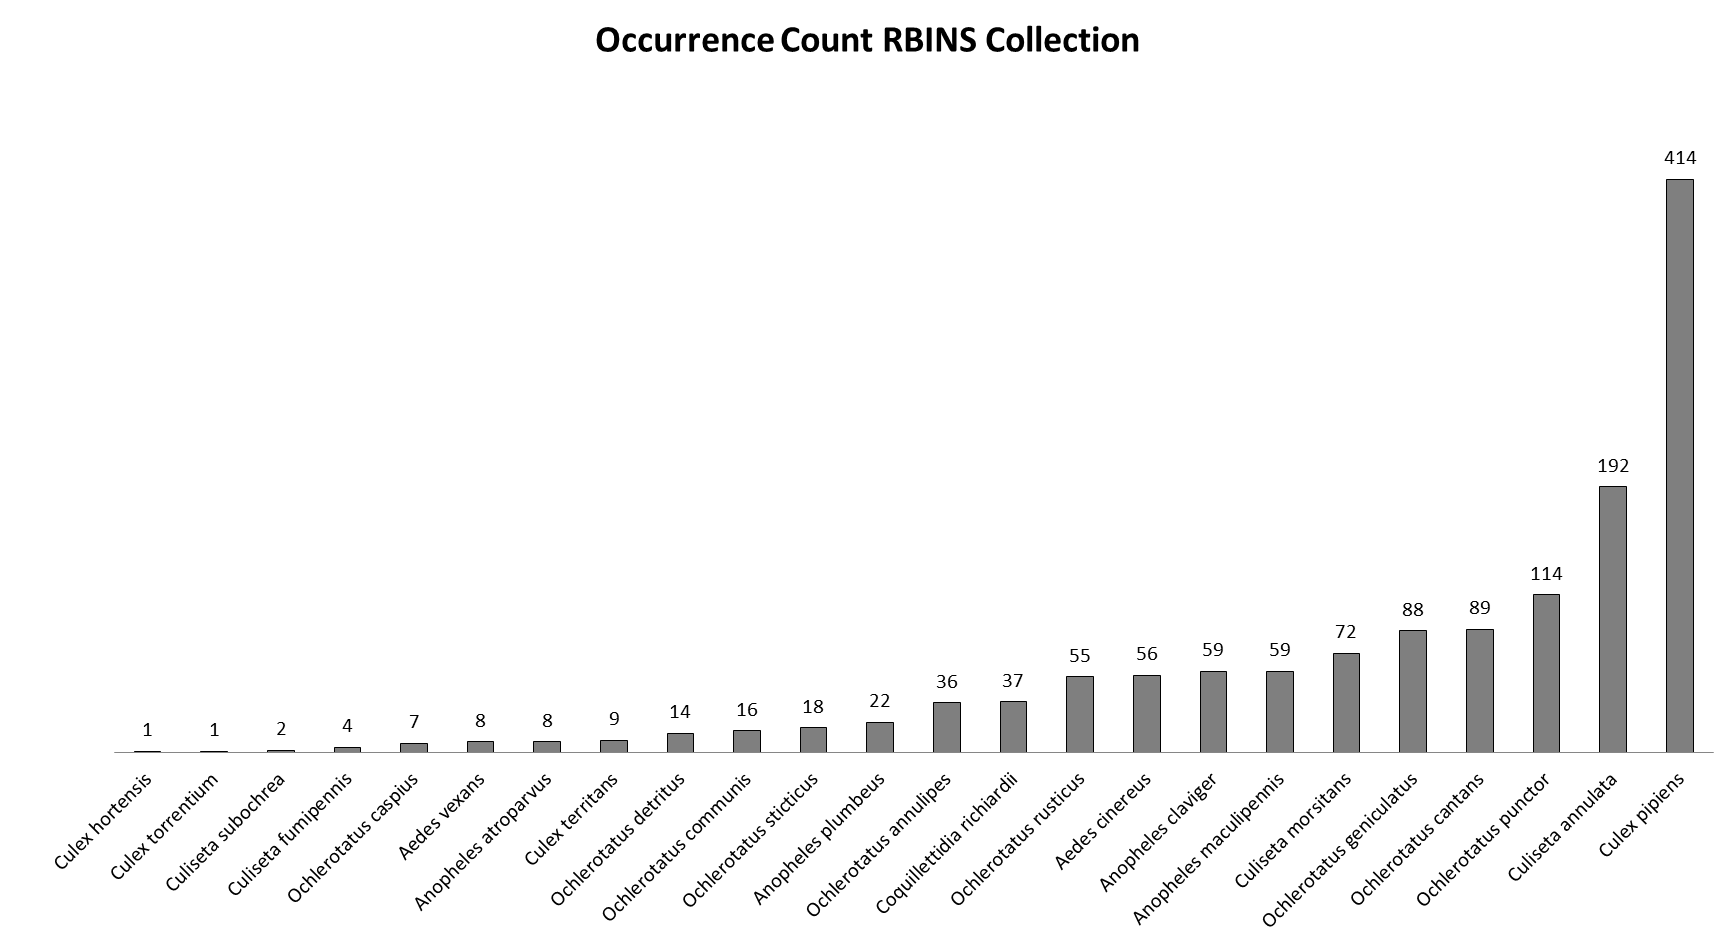 Occurrence Count RBINS Collection
414
192
114
89
88
72
59
59
56
55
37
36
22
18
16
14
9
8
8
7
4
2
1
1
Culex hortensis
Culex torrentium
Culiseta subochrea
Culiseta fumipennis
Ochlerotatus caspius
Aedes vexans
Anopheles atroparvus
Culex territans
Ochlerotatus detritus
Ochlerotatus communis
Ochlerotatus sticticus
Anopheles plumbeus
Ochlerotatus annulipes
Coquillettidia richiardii
Ochlerotatus rusticus
Aedes cinereus
Anopheles claviger
Anopheles maculipennis
Culiseta morsitans
Ochlerotatus geniculatus
Ochlerotatus cantans
Ochlerotatus punctor
Culiseta annulata
Culex pipiens